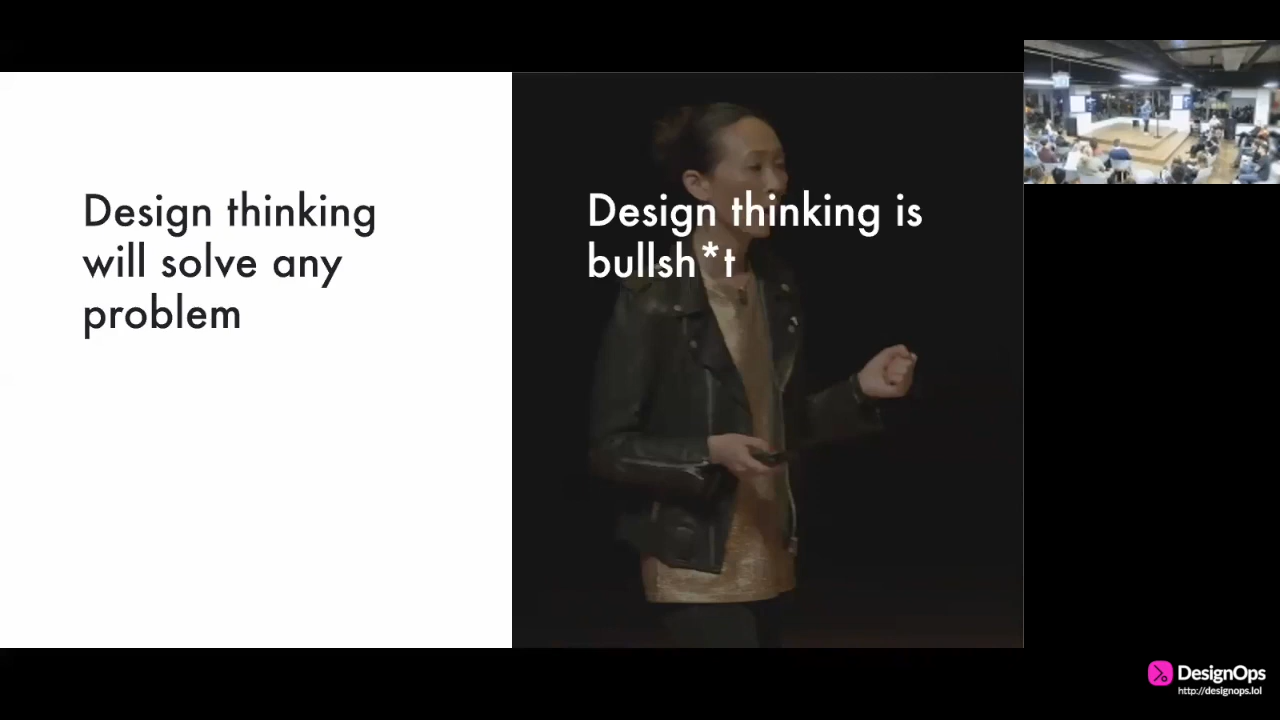 Design thinking
will solve any
problem
Design thinking is
bullsh*t
DesignOps
http://designops.lol